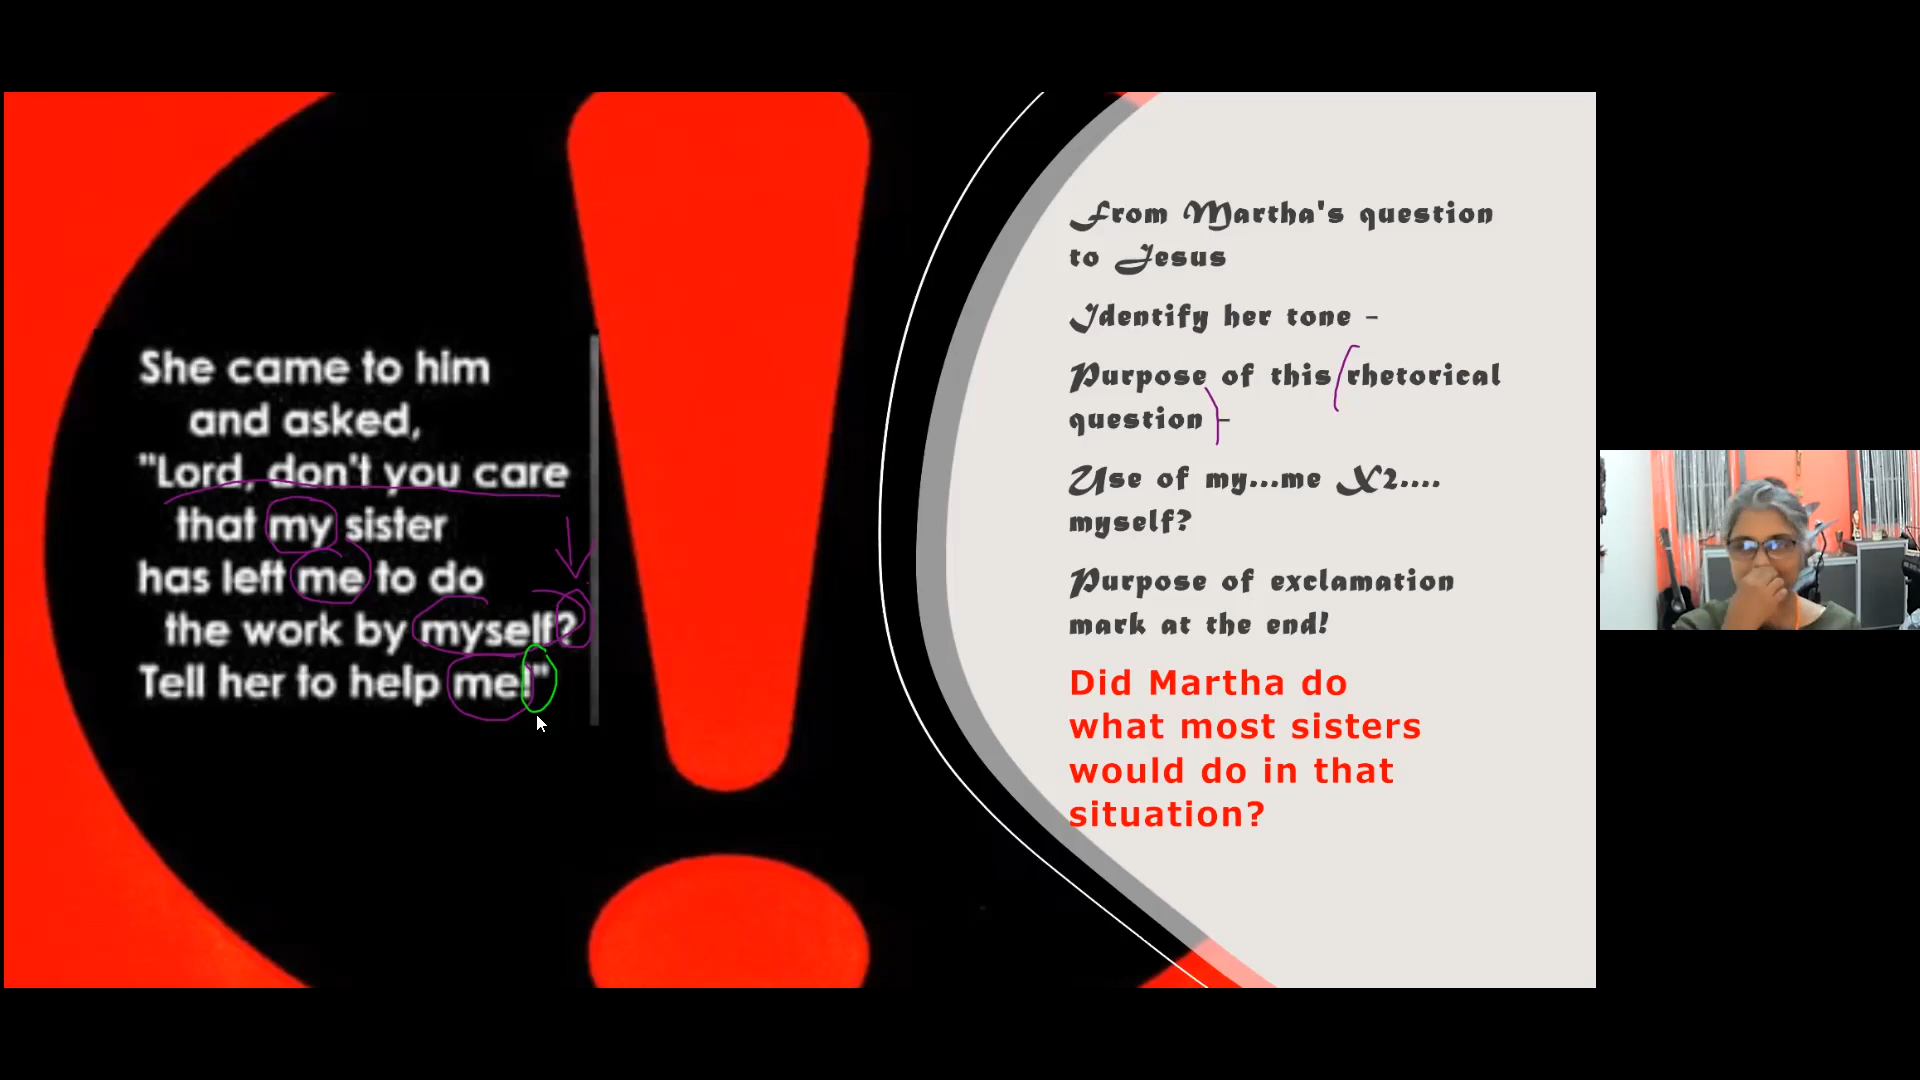 She came to him
and asked,
"Lord, don't you care
that my sister
has left me to do
the work by myself?
Tell her to help me!"
From Martha's question
to Jesus
Identify her tone –
Purpose of this rhetorical
question –
Use of my...me X2....
myself?
Purpose of exclamation
mark at the end!
Did Martha do
what most sisters
would do in that
situation?